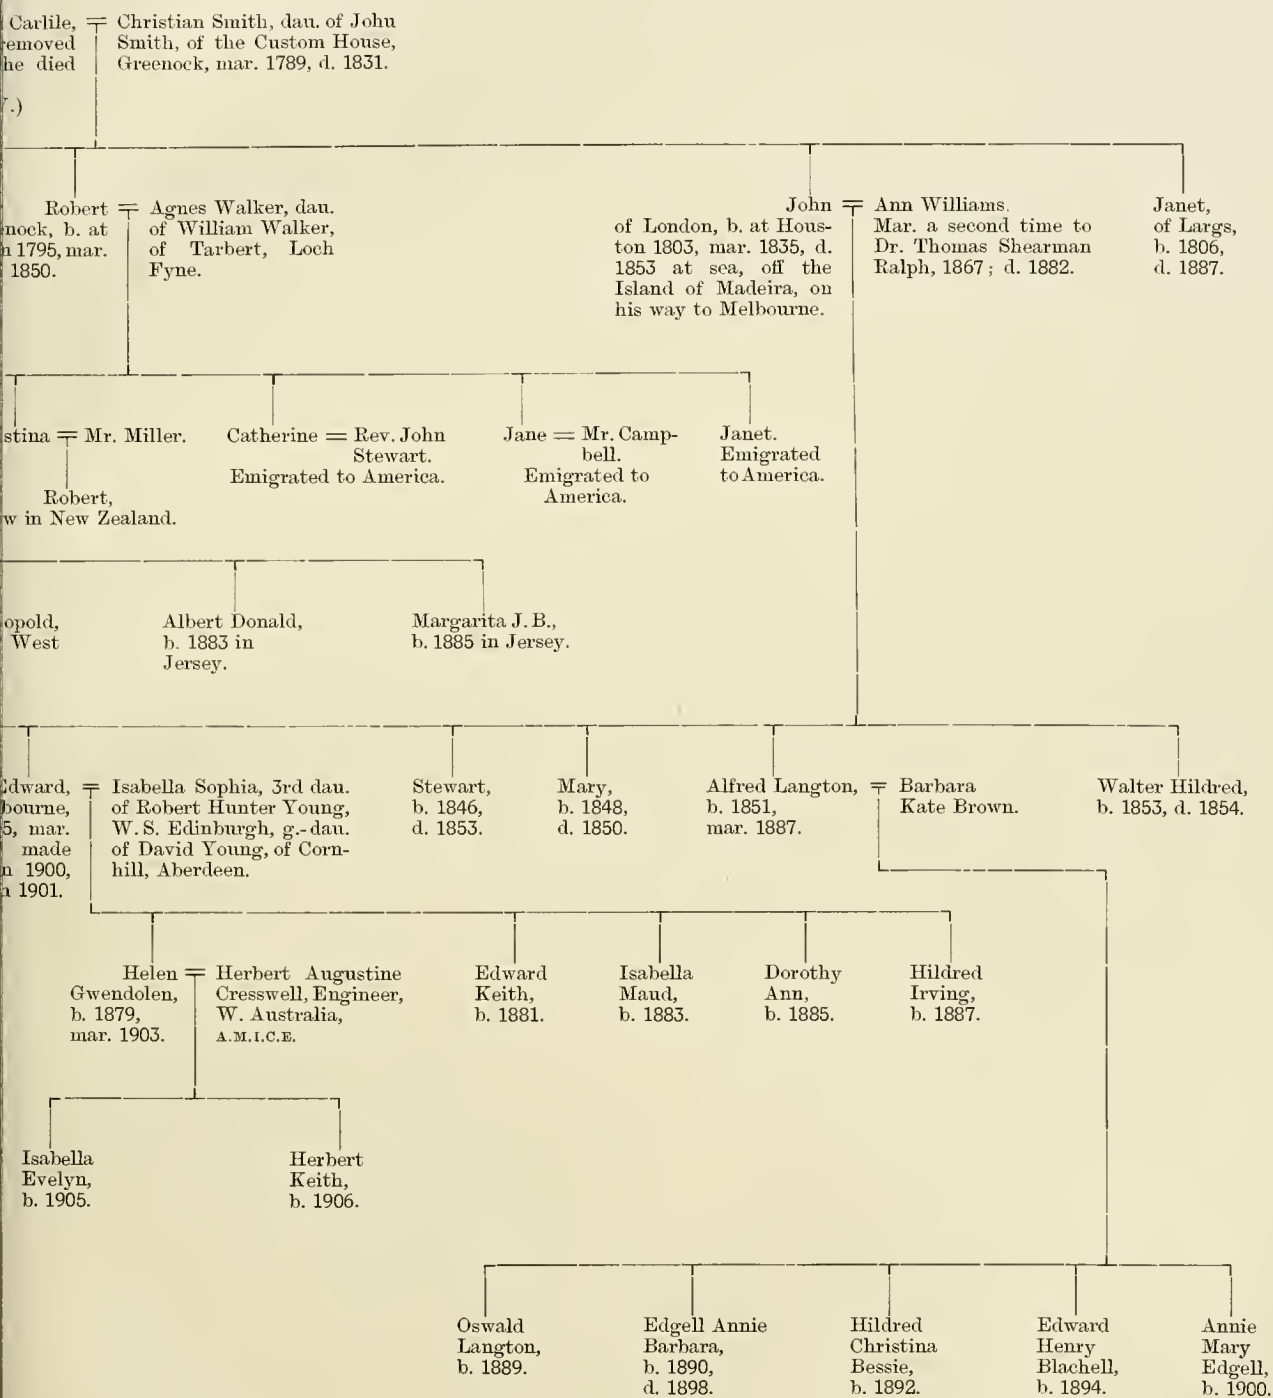 Carlile, = Christian Smith, dau. of John
removed Smith, of the Custom House,
he died Greenock, mar. 1789, d. 1831.
.)
Robert = Agnes Walker, dau.
nock, b. at of William Walker,
1795, mar. of Tarbert, Loch
1850. Fyne.
John = Ann Williams.
of London, b. at Hous- Mar. a second time to
ton 1803, mar. 1835, d. Dr. Thomas Shearman
1853 at sea, off the Ralph, 1867; d. 1882.
Island of Madeira, on
his way to Melbourne.
Janet,
of Largs,
b. 1806,
d. 1887.
stina = Mr. Miller.
Robert,
w in New Zealand.
Catherine = Rev. John
Stewart.
Emigrated to America.
Jane = Mr. Camp-
bell.
Emigrated to
America.
Janet.
Emigrated
to America.
opold,
West
Albert Donald,
b. 1883 in
Jersey.
Margarita J. B.,
b. 1885 in Jersey.
dward, = Isabella Sophia, 3rd dau.
bourne, of Robert Hunter Young,
5, mar. W. S. Edinburgh, g.-dau.
made of David Young, of Corn-
n 1900, hill, Aberdeen.
1901.
Stewart,
b. 1846,
d. 1853.
Mary,
b. 1848,
d. 1850.
Alfred Langton, = Barbara
b. 1851, Kate Brown.
mar. 1887.
Walter Hildred,
b. 1853, d. 1854.
Helen = Herbert Augustine
Gwendolen, Cresswell, Engineer,
b. 1879, W. Australia,
mar. 1903. A.M.I.C.E.
Edward
Keith,
b. 1881.
Isabella
Maud,
b. 1883.
Dorothy
Ann,
b. 1885.
Hildred
Irving,
b. 1887.
Isabella
Evelyn,
b. 1905.
Herbert
Keith,
b. 1906.
Oswald
Langton,
b. 1889.
Edgell Annie
Barbara,
b. 1890,
d. 1898.
Hildred
Christina
Bessie,
b. 1892.
Edward
Henry
Blachell,
b. 1894.
Annie
Mary
Edgell,
b. 1900.